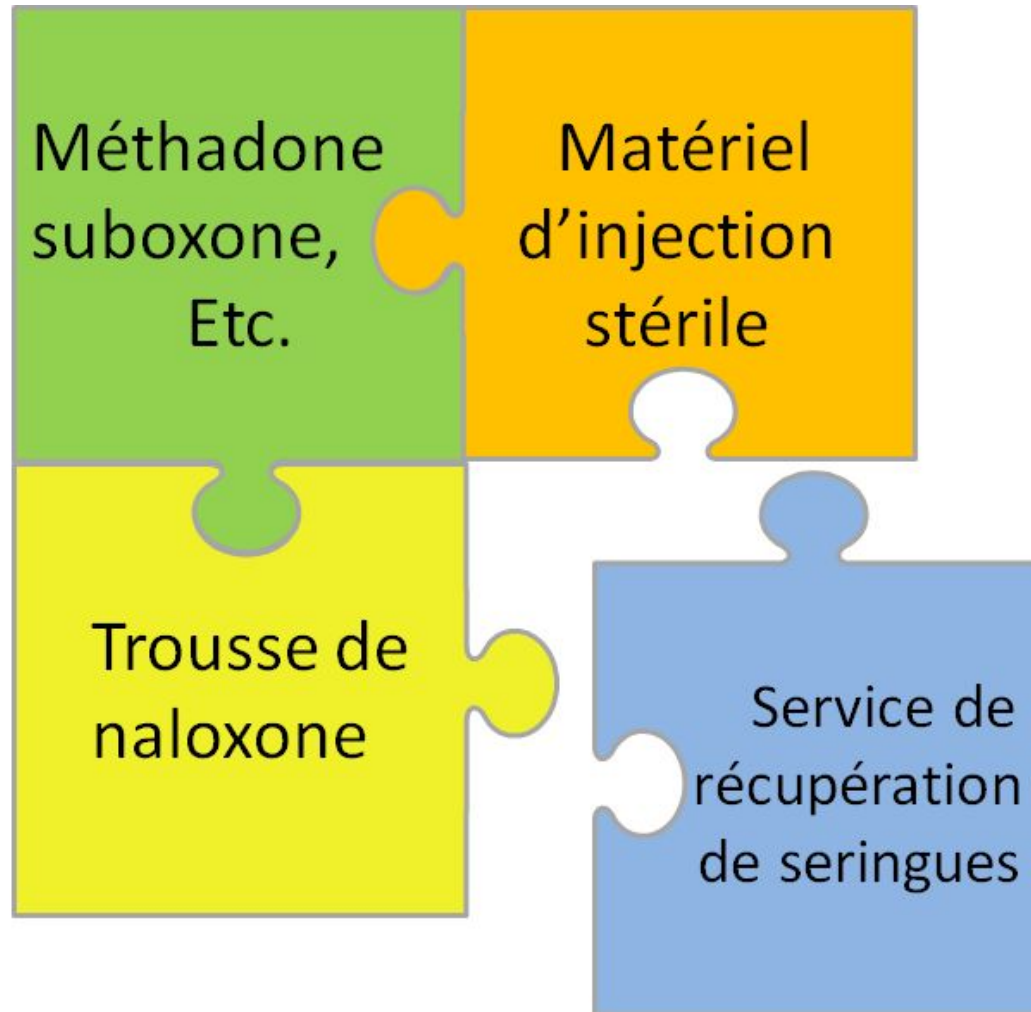 Méthadone
suboxone,
Etc.
Matériel
d’injection
stérile
Trousse de
naloxone
Service de
récupération
de seringues